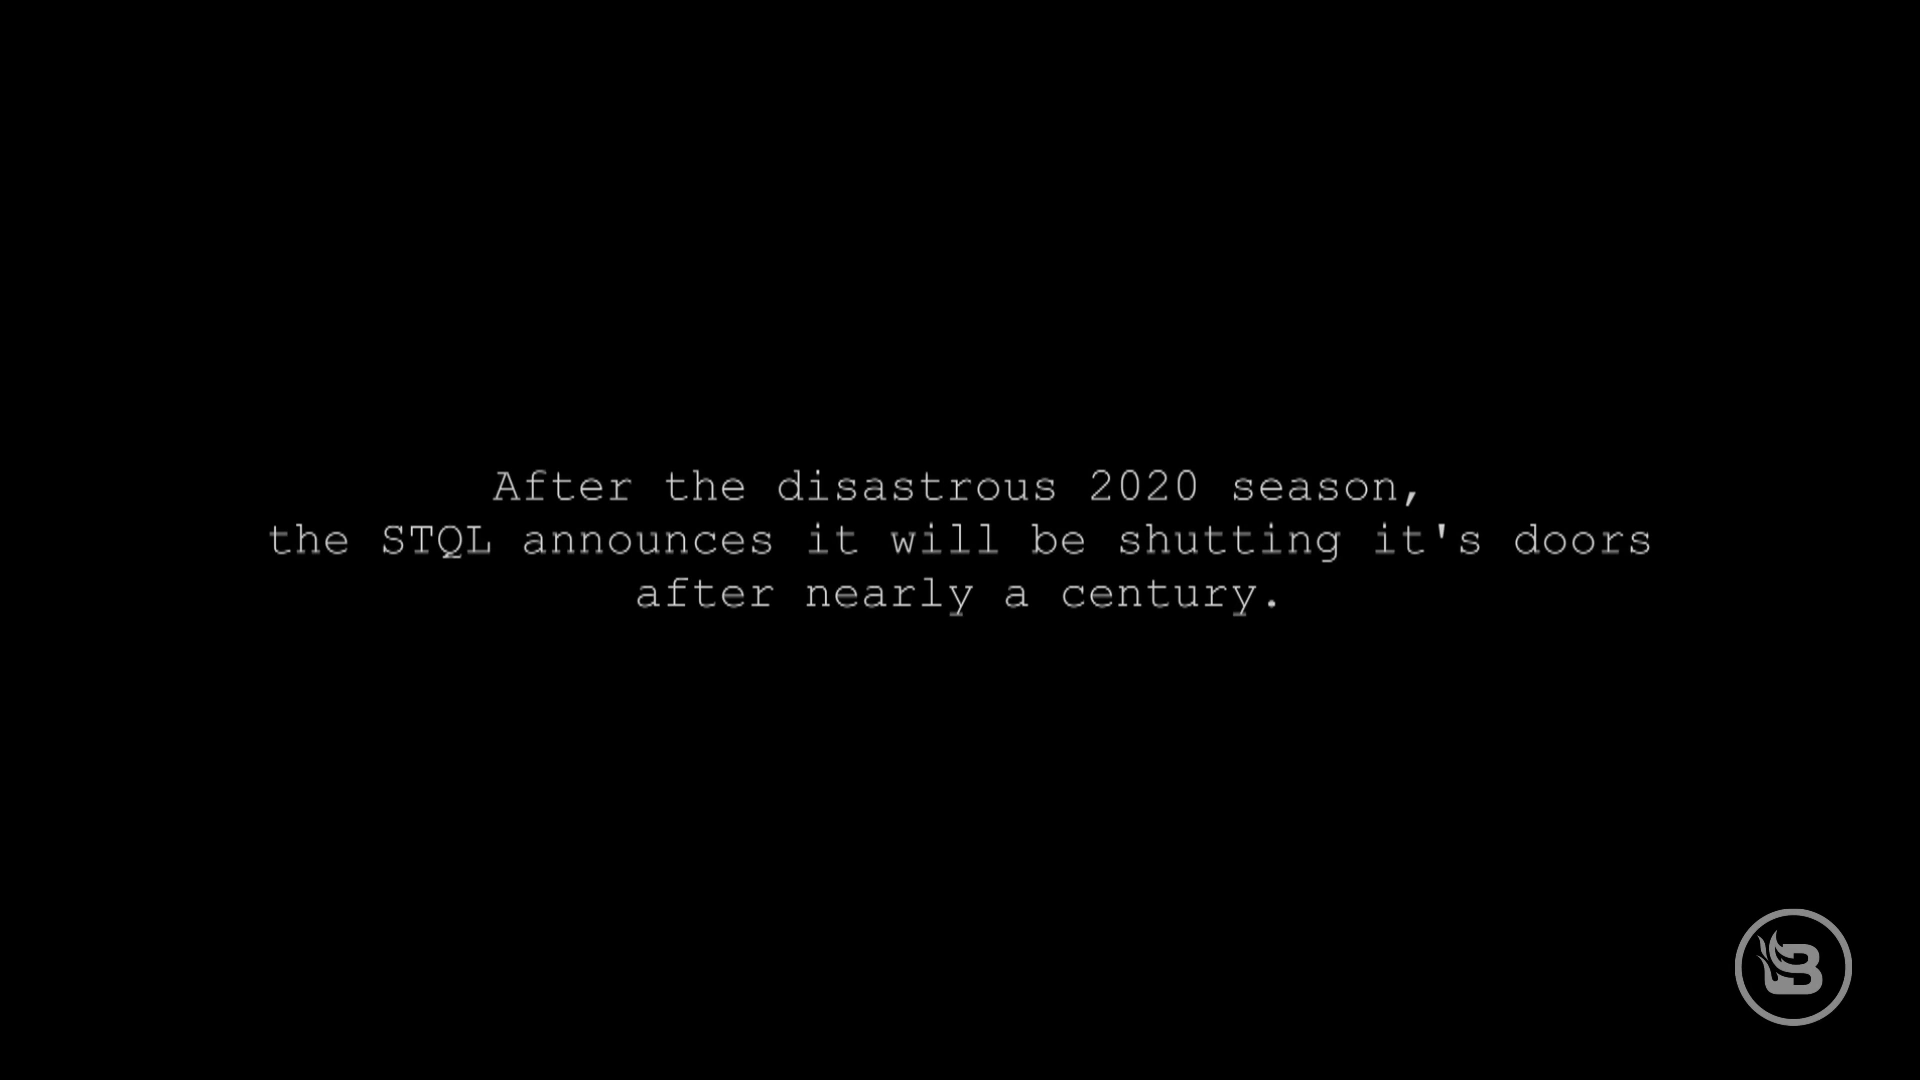 After the disastrous 2020 season,
the STQL announces it will be shutting it's doors
after nearly a century.
B